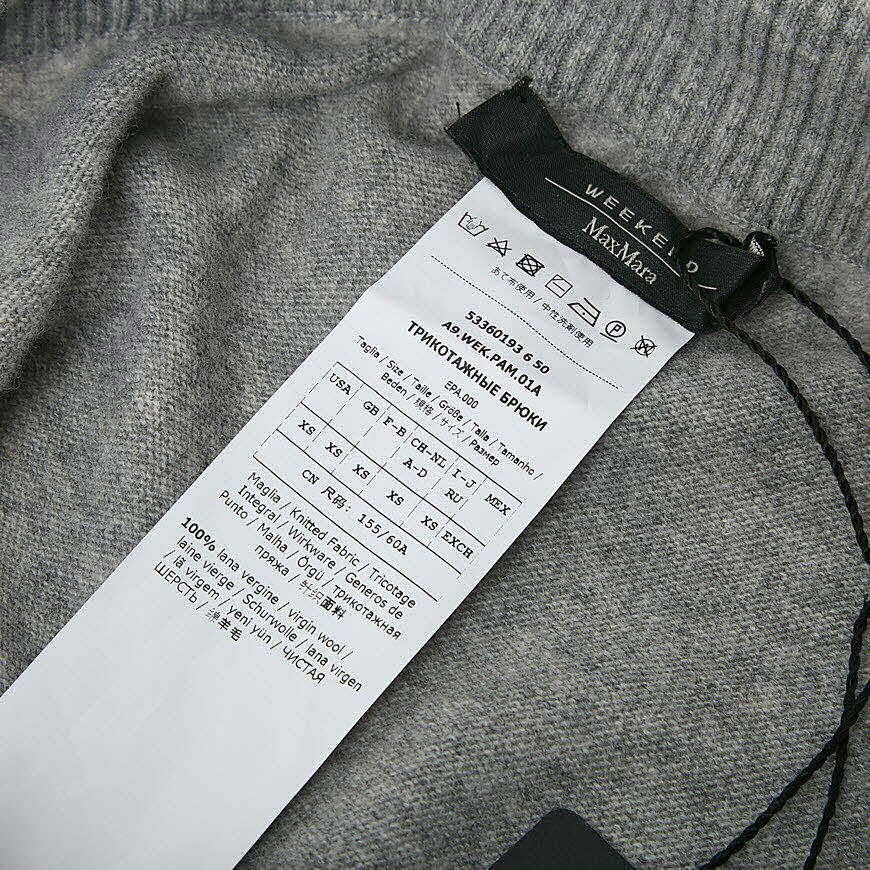 WEEKEND
MaxMara
あて布使用 / 中性洗剤使用
53360193 6 50
A9.WEK.PAM.01A
ТРИКОТАЖНЫЕ БРЮКИ
EPA.000
Taglia / Size / Taille / Größe / Talla / Tamanho /
Beden / 規格 / サイズ / Размер
USA GB F-B CH-NL I-J MEX
A-D RU
XS XS XS XS XS EXCH
CN 尺码: 155/60A
Maglia / Knitted Fabric / Tricotage
Integral / Wirkware / Generos de
Punto / Malha / Örgü / трикотажная
пряжа / 针织面料
100% lana vergine / virgin wool /
laine vierge / Schurwolle / lana virgen
/ lã virgem / yeni yün / ЧИСТАЯ
ШЕРСТЬ / 绵羊毛